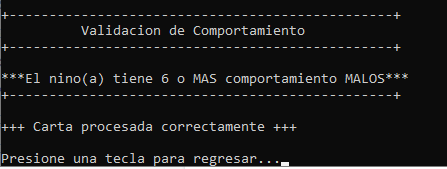 +------------------------------------------------+
Validacion de Comportamiento
+------------------------------------------------+
***El nino(a) tiene 6 o MAS comportamiento MALOS***
+------------------------------------------------+
+++ Carta procesada correctamente +++
Presione una tecla para regresar...